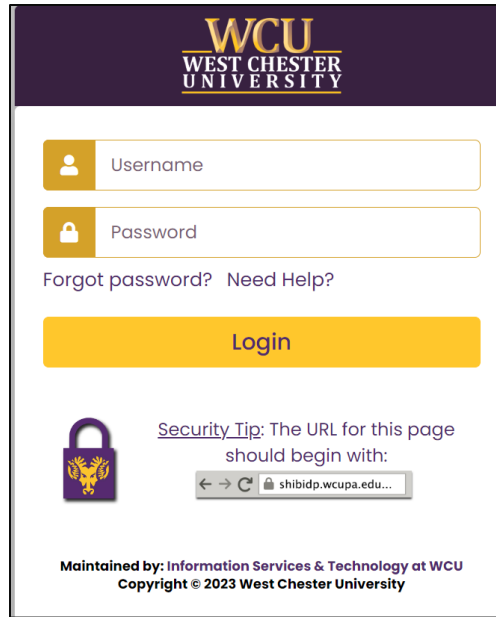 WCU
WEST CHESTER
UNIVERSITY
Username
Password
Forgot password? Need Help?
Login
Security Tip: The URL for this page
should begin with:
shibidp.wcupa.edu...
Maintained by: Information Services & Technology at WCU
Copyright © 2023 West Chester University